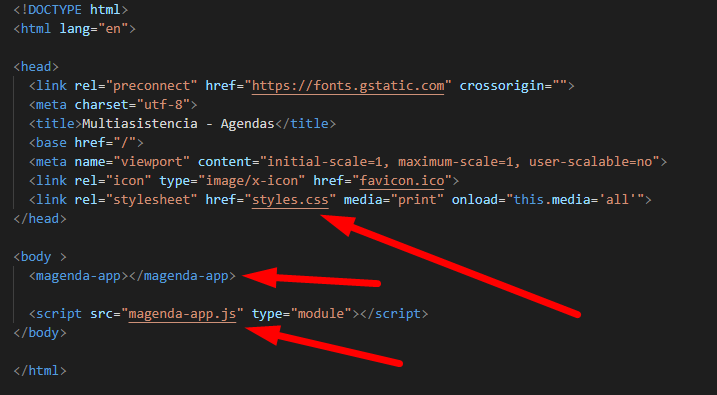 <!DOCTYPE html>
<html lang="en">
<head>
<link rel="preconnect" href="https://fonts.gstatic.com" crossorigin="">
<meta charset="utf-8">
<title>Multiasistencia - Agendas</title>
<base href="/">
<meta name="viewport" content="initial-scale=1, maximum-scale=1, user-scalable=no">
<link rel="icon" type="image/x-icon" href="favicon.ico">
<link rel="stylesheet" href="styles.css" media="print" onload="this.media='all'">
</head>
<body >
<magenda-app></magenda-app>
<script src="magenda-app.js" type="module"></script>
</body>
</html>